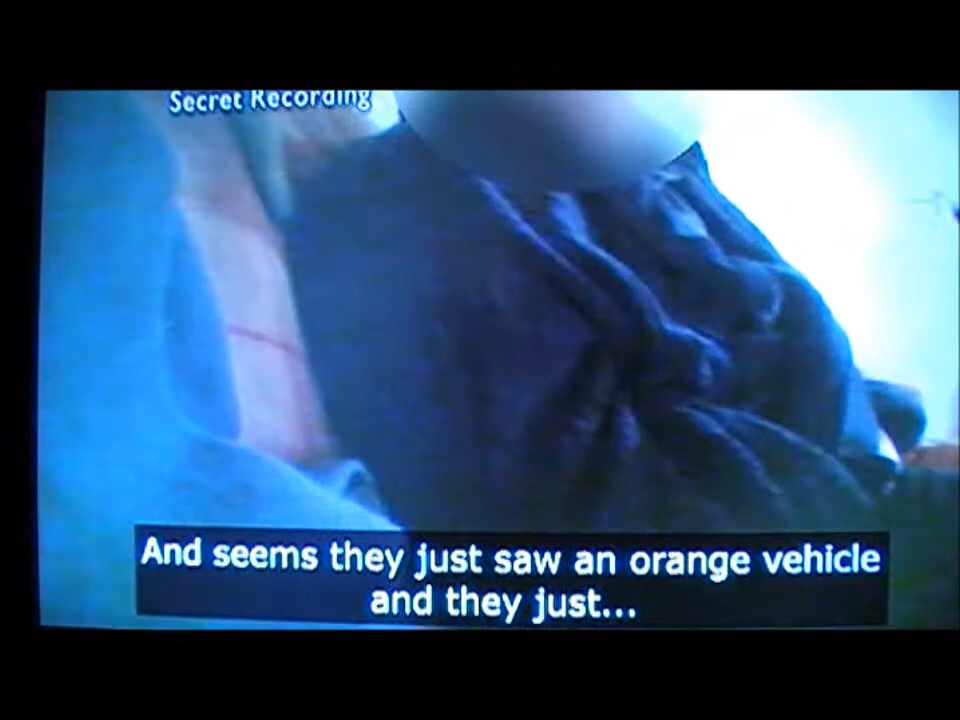 Secret Recording
And seems they just saw an orange vehicle
and they just...